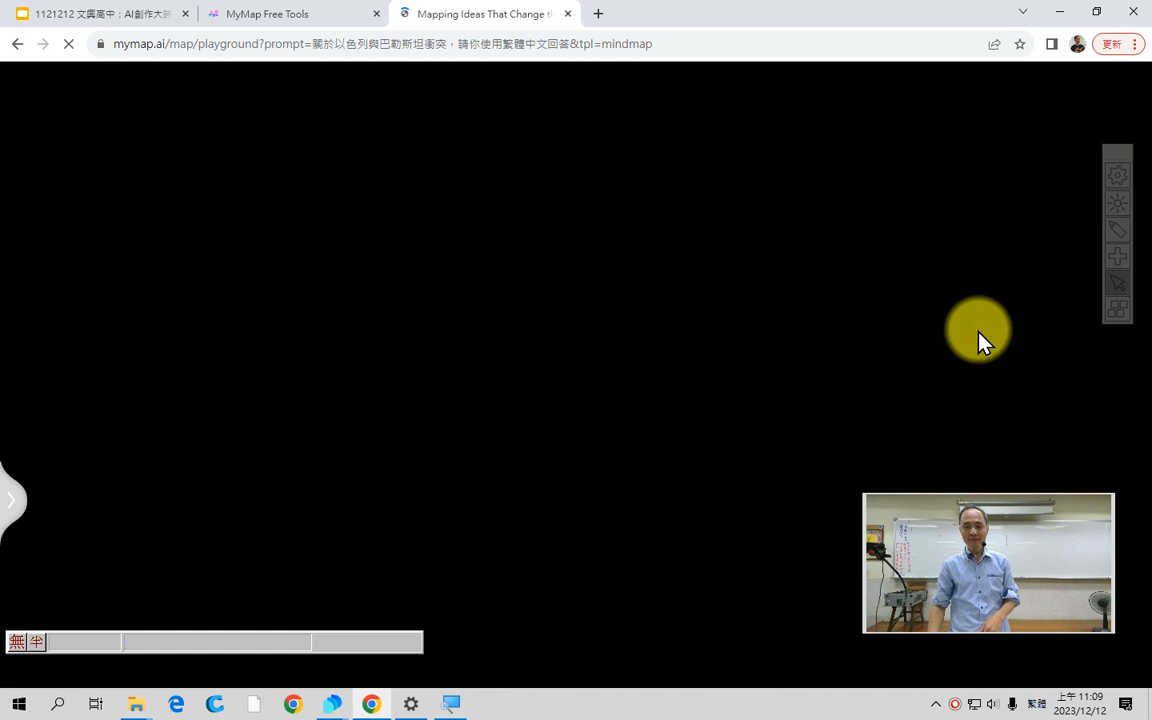 1121212 文興高中：AI創作大
MyMap Free Tools
Mapping Ideas That Change th
mymap.ai/map/playground?prompt=關於以色列與巴勒斯坦衝突，請你使用繁體中文回答&tpl=mindmap
更新
無 半
繁體
上午 11:09
2023/12/12